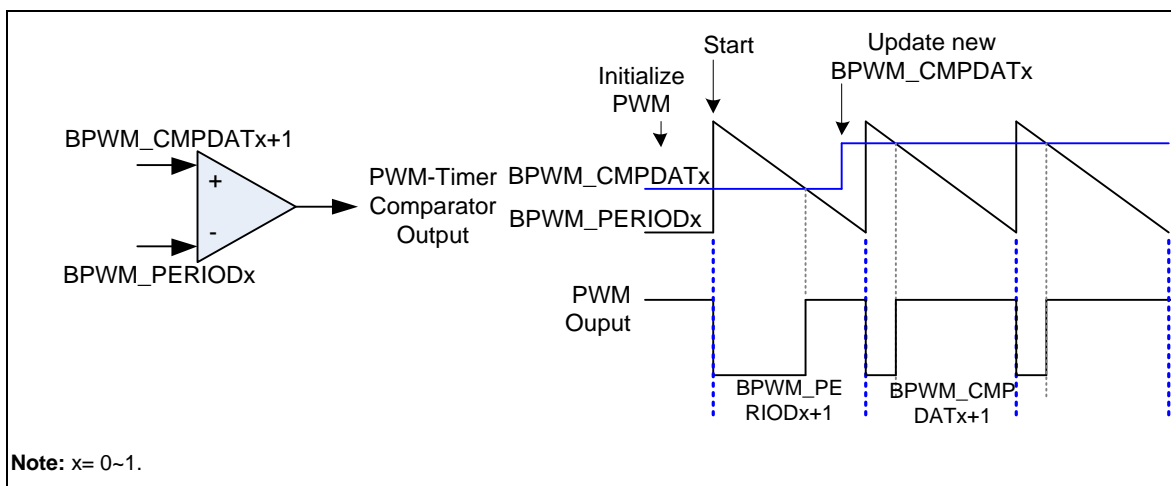 BPWM_CMPDATx+1
+
-
BPWM_PERIODx
PWM-Timer
Comparator
Output
Start
Initialize
PWM
Update new
BPWM_CMPDATx
BPWM_CMPDATx
BPWM_PERIODx
PWM
Ouput
BPWM_PE
RIODx+1
BPWM_CMP
DATx+1
Note: x= 0~1.